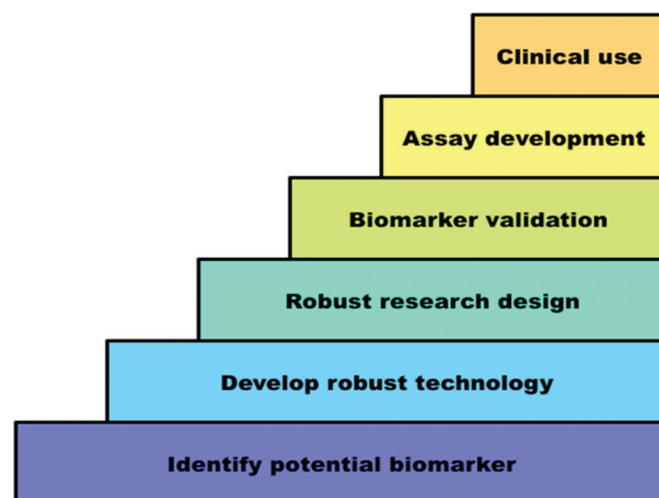 Clinical use
Assay development
Biomarker validation
Robust research design
Develop robust technology
Identify potential biomarker